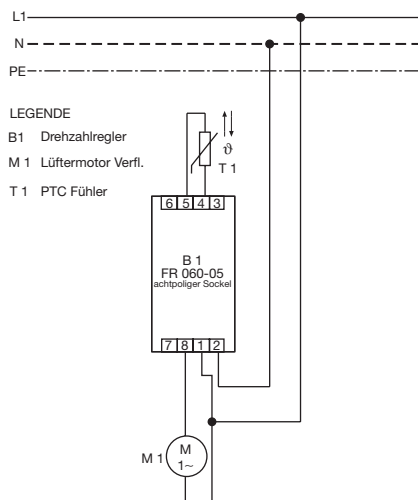 L1
N
PE
LEGENDE
B1 Drehzahlregler
M 1 Lüftermotor Verfl.
T 1 PTC Fühler
ϑ
T 1
6 5 4 3
B 1
FR 060-05
achtpoliger Sockel
7 8 1 2
M 1
M
1~